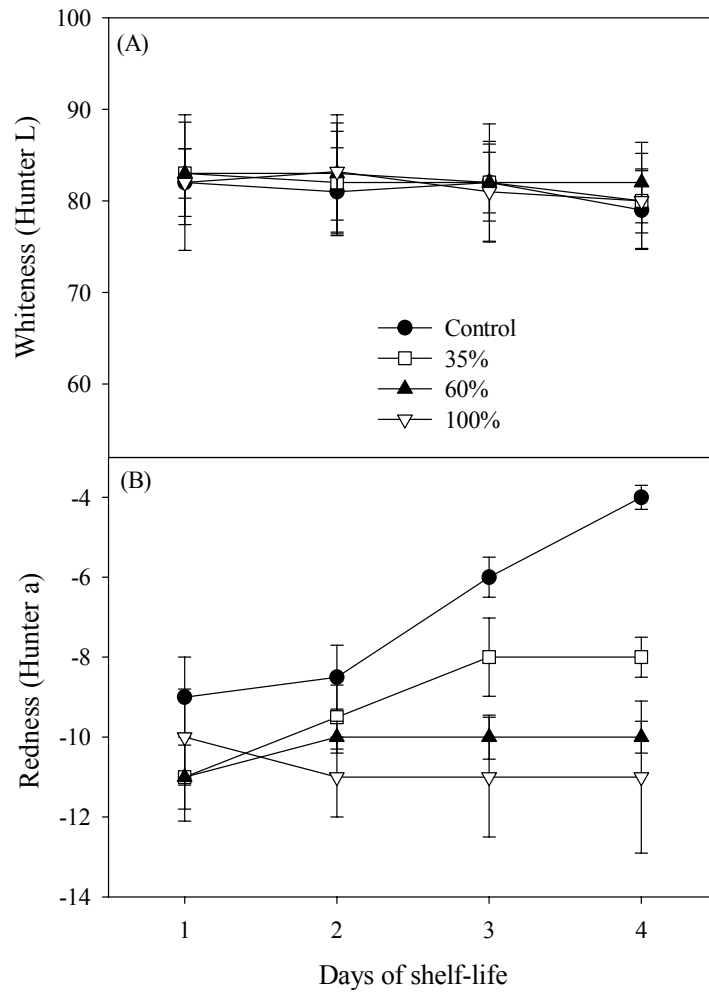 100
(A)
90
80
70
60
Whiteness (Hunter L)
Control
35%
60%
100%
(B)
-4
-6
-8
-10
-12
-14
Redness (Hunter a)
1 2 3 4
Days of shelf-life